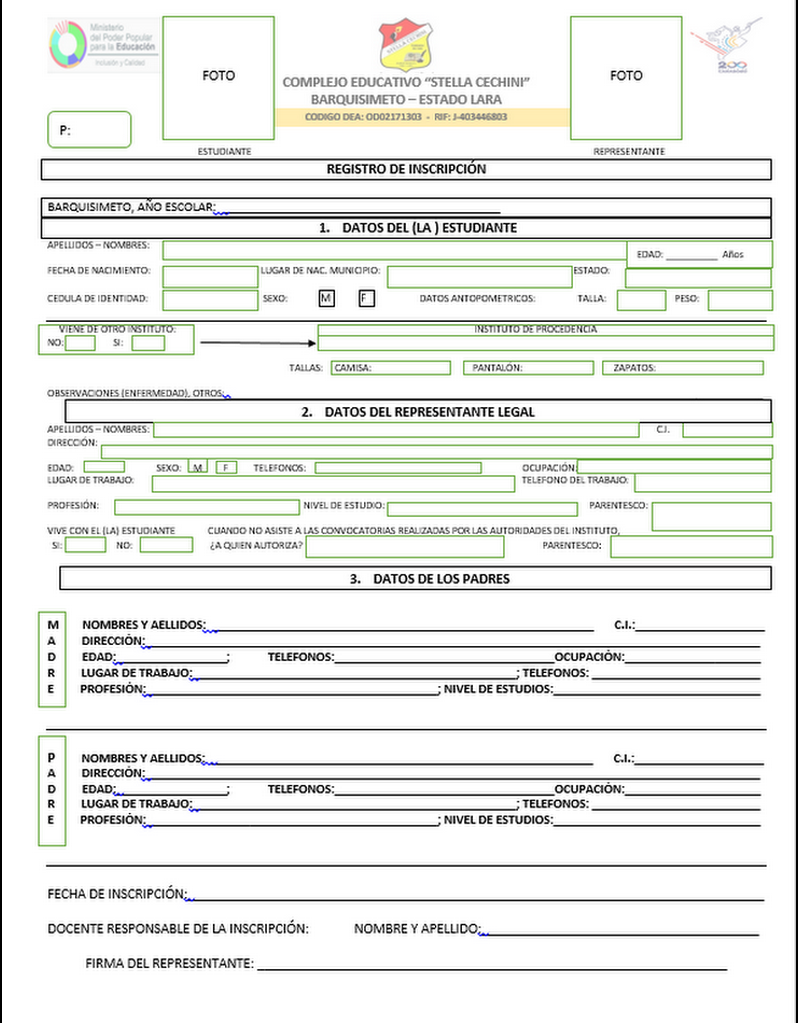 Ministerio
del Poder Popular
para la Educación
Inclusión y Calidad
FOTO
STELLA CECHINI
FOTO
200
COMPLEJO EDUCATIVO “STELLA CECHINI”
BARQUISIMETO – ESTADO LARA
CODIGO DEA: OD02171303 - RIF: J-403446803
P:
ESTUDIANTE
REPRESENTANTE
REGISTRO DE INSCRIPCIÓN
BARQUISIMETO, AÑO ESCOLAR:
1. DATOS DEL (LA ) ESTUDIANTE
APELLIDOS – NOMBRES:
EDAD: ________ Años
FECHA DE NACIMIENTO: LUGAR DE NAC. MUNICIPIO: ESTADO:
CEDULA DE IDENTIDAD: SEXO: M F DATOS ANTOPOMETRICOS: TALLA: PESO:
VIENE DE OTRO INSTITUTO: INSTITUTO DE PROCEDENCIA
NO: SI:
TALLAS: CAMISA: PANTALÓN: ZAPATOS:
OBSERVACIONES (ENFERMEDAD), OTROS:
2. DATOS DEL REPRESENTANTE LEGAL
APELLIDOS – NOMBRES: C.I.
DIRECCIÓN:
EDAD: SEXO: M F TELEFONOS: OCUPACIÓN:
LUGAR DE TRABAJO: TELEFONO DEL TRABAJO:
PROFESIÓN: NIVEL DE ESTUDIO: PARENTESCO:
VIVE CON EL (LA) ESTUDIANTE CUANDO NO ASISTE A LAS CONVOCATORIAS REALIZADAS POR LAS AUTORIDADES DEL INSTITUTO,
SI: NO: ¿A QUIEN AUTORIZA? PARENTESCO:
3. DATOS DE LOS PADRES
M NOMBRES Y AELLIDOS: C.I.:
A DIRECCIÓN:
D EDAD: ; TELEFONOS: OCUPACIÓN:
R LUGAR DE TRABAJO: ; TELEFONOS:
E PROFESIÓN: ; NIVEL DE ESTUDIOS:
P NOMBRES Y AELLIDOS: C.I.:
A DIRECCIÓN:
D EDAD: ; TELEFONOS: OCUPACIÓN:
R LUGAR DE TRABAJO: ; TELEFONOS:
E PROFESIÓN: ; NIVEL DE ESTUDIOS:
FECHA DE INSCRIPCIÓN:
DOCENTE RESPONSABLE DE LA INSCRIPCIÓN: NOMBRE Y APELLIDO:
FIRMA DEL REPRESENTANTE: